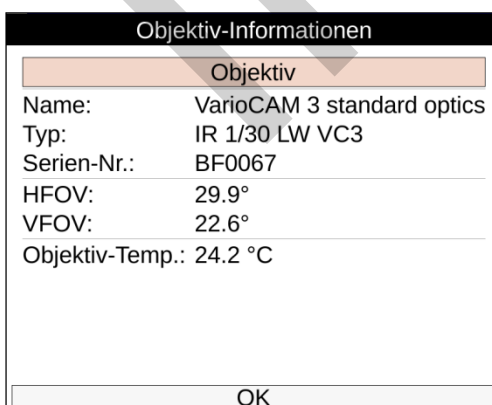 Objektiv-Informationen
Objektiv
Name: VarioCAM 3 standard optics
Typ: IR 1/30 LW VC3
Serien-Nr.: BF0067
HFOV: 29.9°
VFOV: 22.6°
Objektiv-Temp.: 24.2 °C
OK